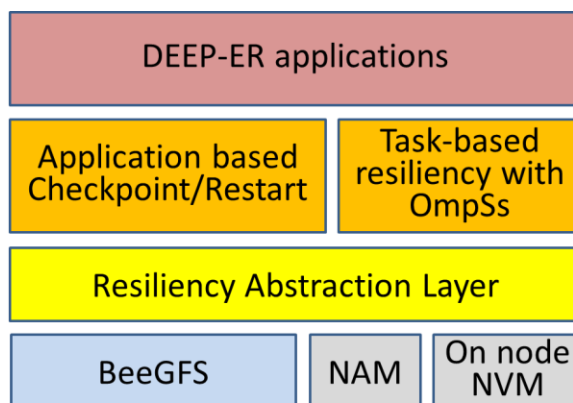 DEEP-ER applications
Application based
Checkpoint/Restart
Task-based
resiliency with
OmpSs
Resiliency Abstraction Layer
BeeGFS
NAM
On node
NVM